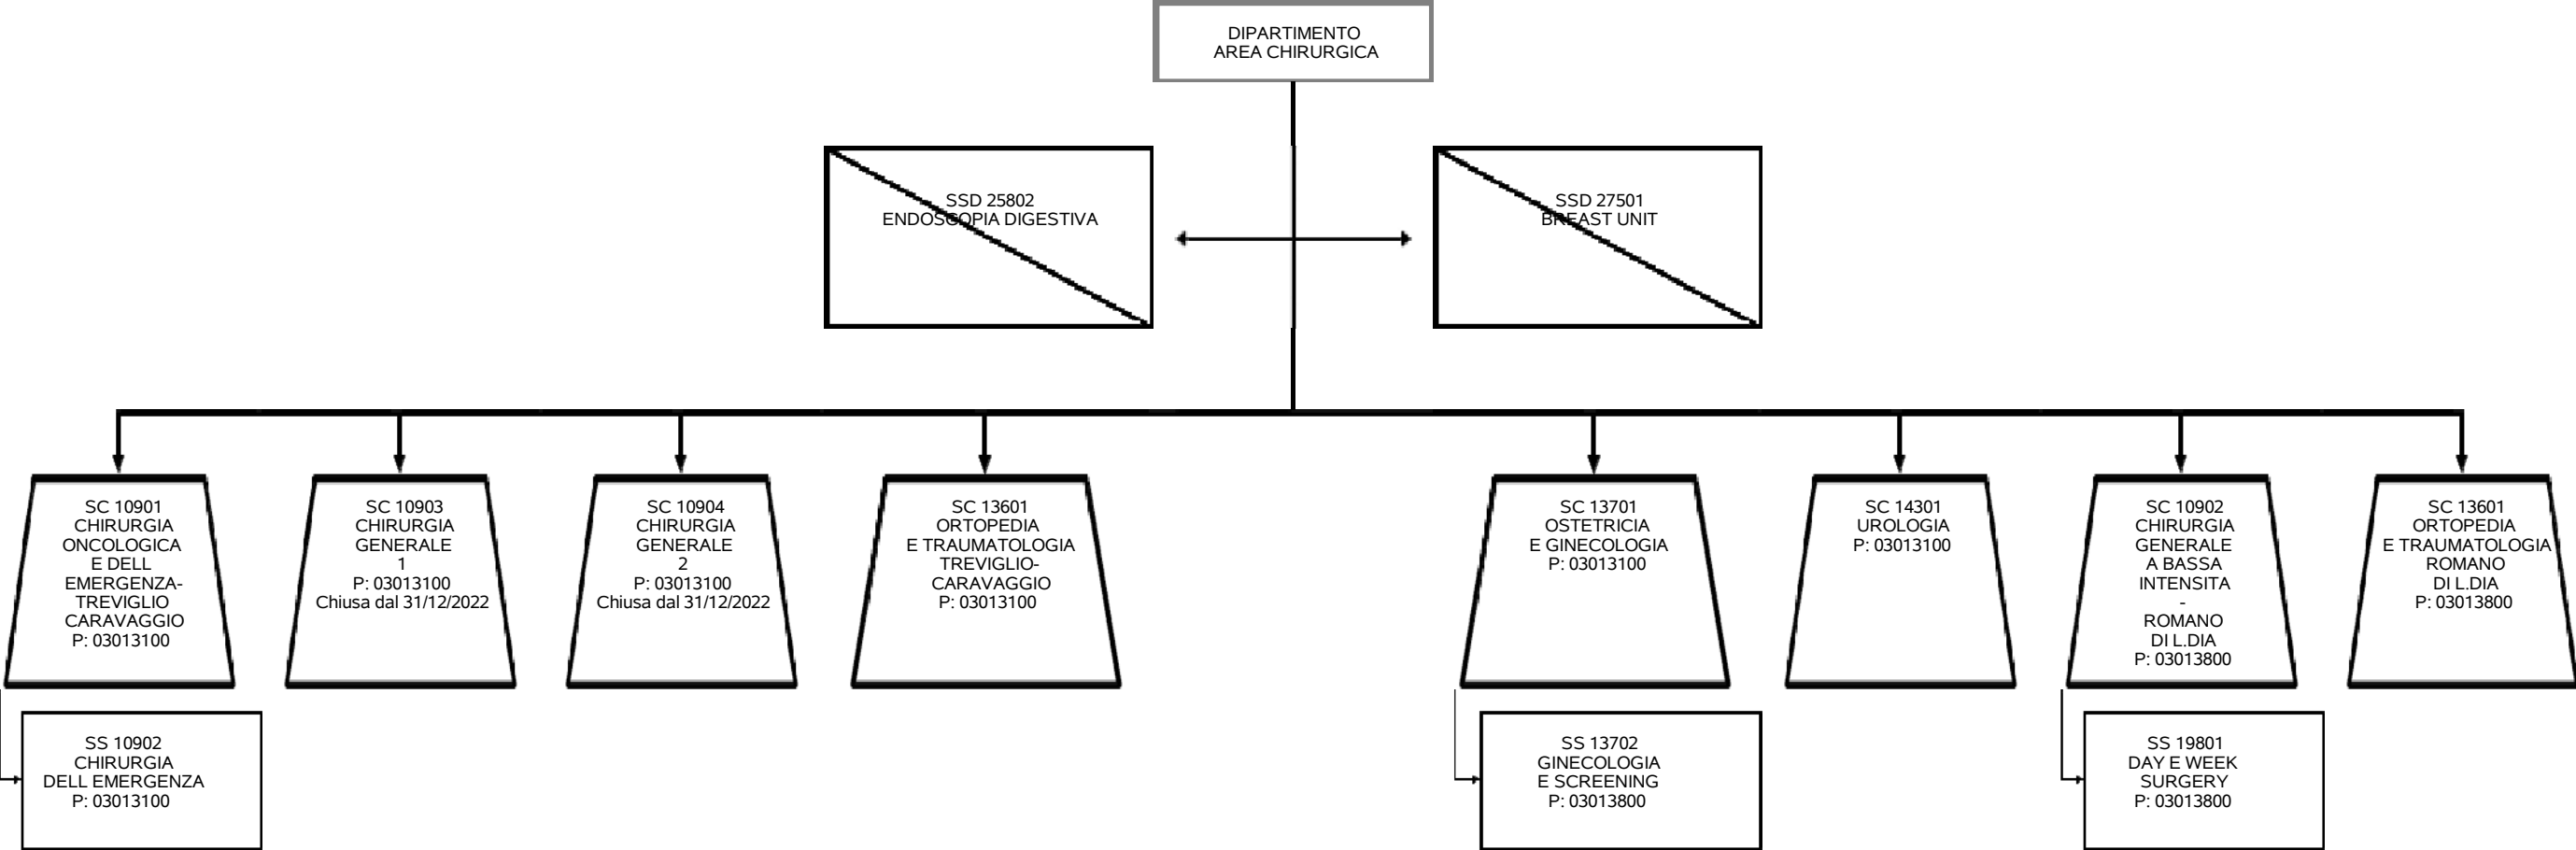 DIPARTIMENTO
AREA CHIRURGICA
SSD 25802
ENDOSCOPIA DIGESTIVA
SSD 27501
BREAST UNIT
SC 10901
CHIRURGIA
ONCOLOGICA
E DELL
EMERGENZA-
TREVIGLIO
CARAVAGGIO
P: 03013100
SC 10903
CHIRURGIA
GENERALE
1
P: 03013100
Chiusa dal 31/12/2022
SC 10904
CHIRURGIA
GENERALE
2
P: 03013100
Chiusa dal 31/12/2022
SC 13601
ORTOPEDIA
E TRAUMATOLOGIA
TREVIGLIO-
CARAVAGGIO
P: 03013100
SC 13701
OSTETRICIA
E GINECOLOGIA
P: 03013100
SC 14301
UROLOGIA
P: 03013100
SC 10902
CHIRURGIA
GENERALE
A BASSA
INTENSITA
-
ROMANO
DI L.DIA
P: 03013800
SC 13601
ORTOPEDIA
E TRAUMATOLOGIA
ROMANO
DI L.DIA
P: 03013800
SS 10902
CHIRURGIA
DELL EMERGENZA
P: 03013100
SS 13702
GINECOLOGIA
E SCREENING
P: 03013800
SS 19801
DAY E WEEK
SURGERY
P: 03013800